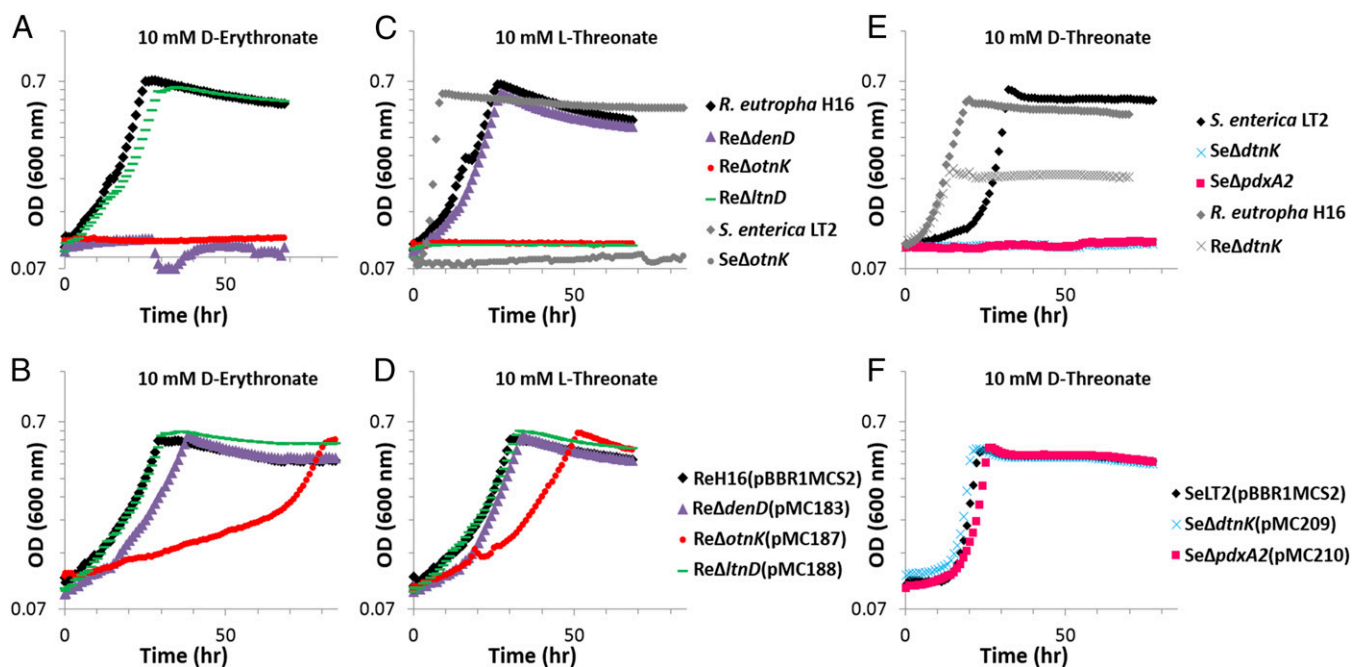 A
10 mM D-Erythronate
0.7
OD (600 nm)
0.07
0
50
Time (hr)
C
10 mM L-Threonate
0.7
OD (600 nm)
0.07
0
50
Time (hr)
R. eutropha H16
ReΔdenD
ReΔotnK
ReΔltnD
S. enterica LT2
SeΔotnK
E
10 mM D-Threonate
0.7
OD (600 nm)
0.07
0
50
Time (hr)
S. enterica LT2
SeΔdtnK
SeΔpdxA2
R. eutropha H16
ReΔdtnK
B
10 mM D-Erythronate
0.7
OD (600 nm)
0.07
0
50
Time (hr)
D
10 mM L-Threonate
0.7
OD (600 nm)
0.07
0
50
Time (hr)
ReH16(pBBR1MCS2)
ReΔdenD(pMC183)
ReΔotnK(pMC187)
ReΔltnD(pMC188)
F
10 mM D-Threonate
0.7
OD (600 nm)
0.07
0
50
Time (hr)
SeLT2(pBBR1MCS2)
SeΔdtnK(pMC209)
SeΔpdxA2(pMC210)